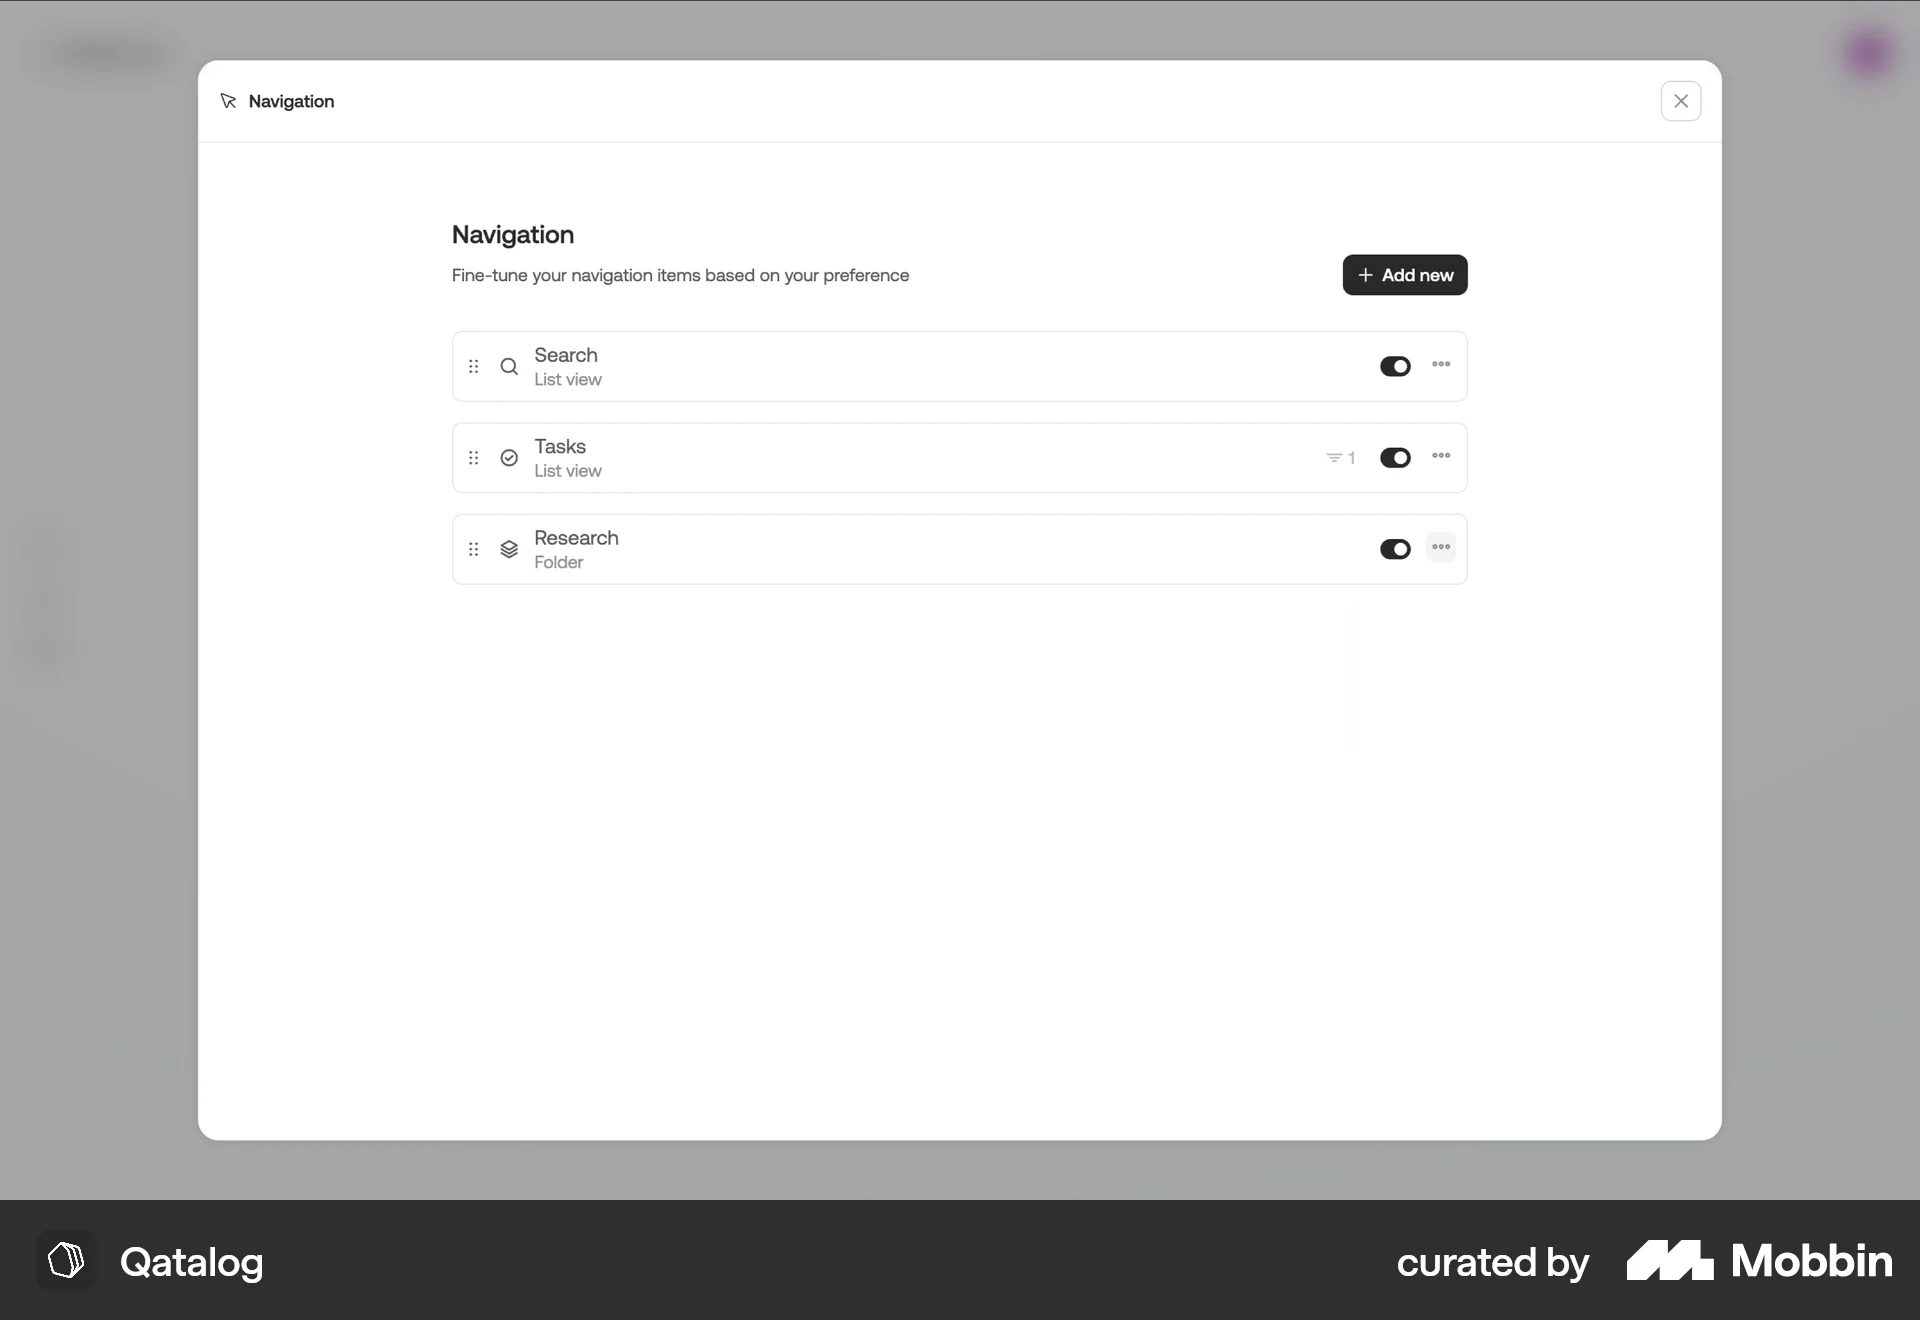 Navigation
Navigation
Fine-tune your navigation items based on your preference
+ Add new
Search
List view
Tasks
List view
1
Research
Folder
Qatalog
curated by Mobbin